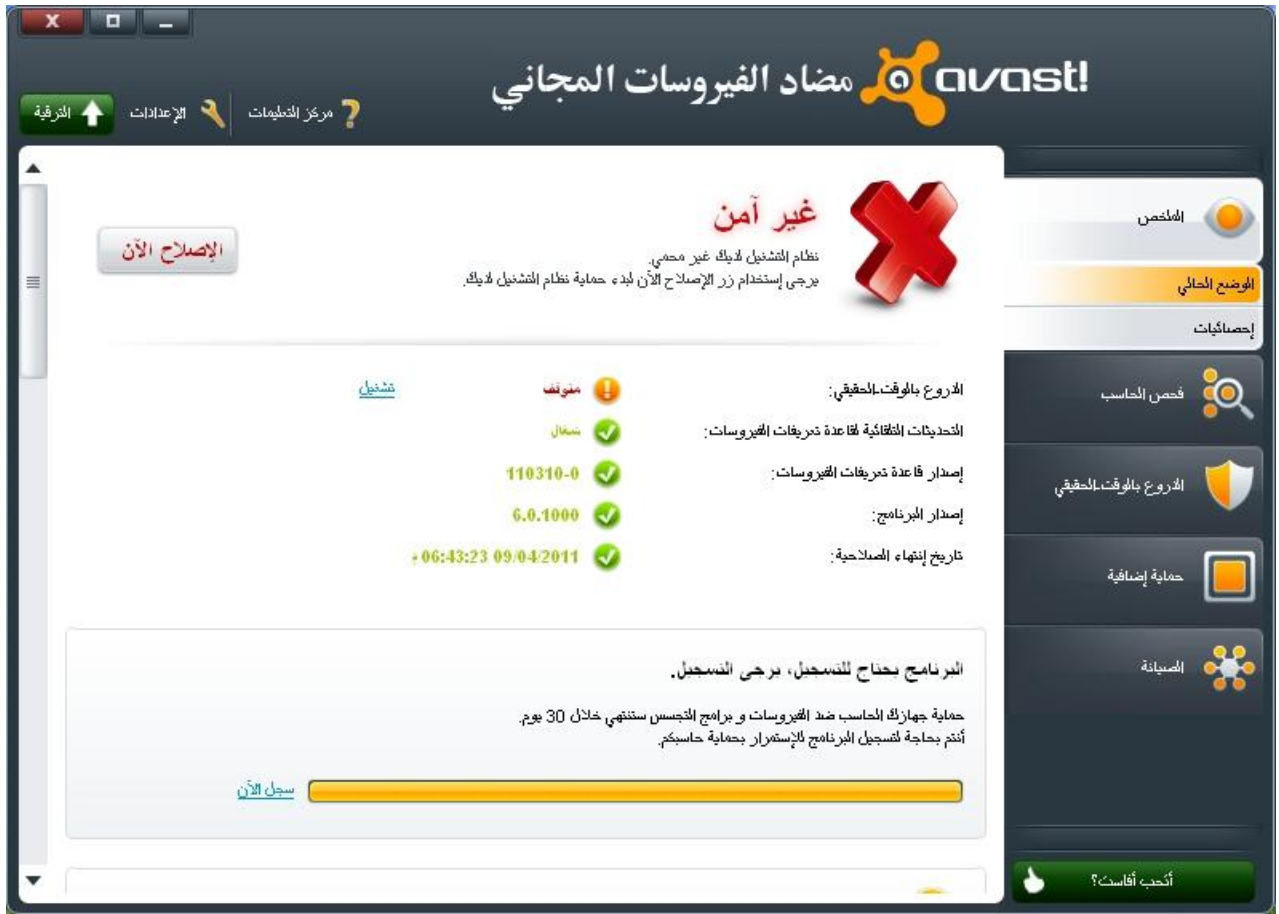 avast! مضاد الفيروسات المجاني
مركز التعليمات
الإعدادات
الترقية
الملخص
الوضع الحالي
إحصائيات
فحص الحاسب
الدروع بالوقت-الحقيقي
حماية إضافية
الصيانة
أتحب أفاست؟
غير آمن
نظام التشغيل لديك غير محمي.
يرجى إستخدام زر الإصلاح الآن لبدء حماية نظام التشغيل لديك.
الإصلاح الآن
الدروع بالوقت-الحقيقي: متوقف تشغيل
التحديثات التلقائية لقاعدة تعريفات الفيروسات: شغال
إصدار قاعدة تعريفات الفيروسات: 110310-0
إصدار البرنامج: 6.0.1000
تاريخ إنتهاء الصلاحية: 09/04/2011 06:43:23 م
البرنامج بحاجة للتسجيل، يرجى التسجيل.
حماية جهازك الحاسب ضد الفيروسات و برامج التجسس ستنتهي خلال 30 يوم.
أنتم بحاجة لتسجيل البرنامج للإستمرار بحماية حاسبكم.
سجل الآن